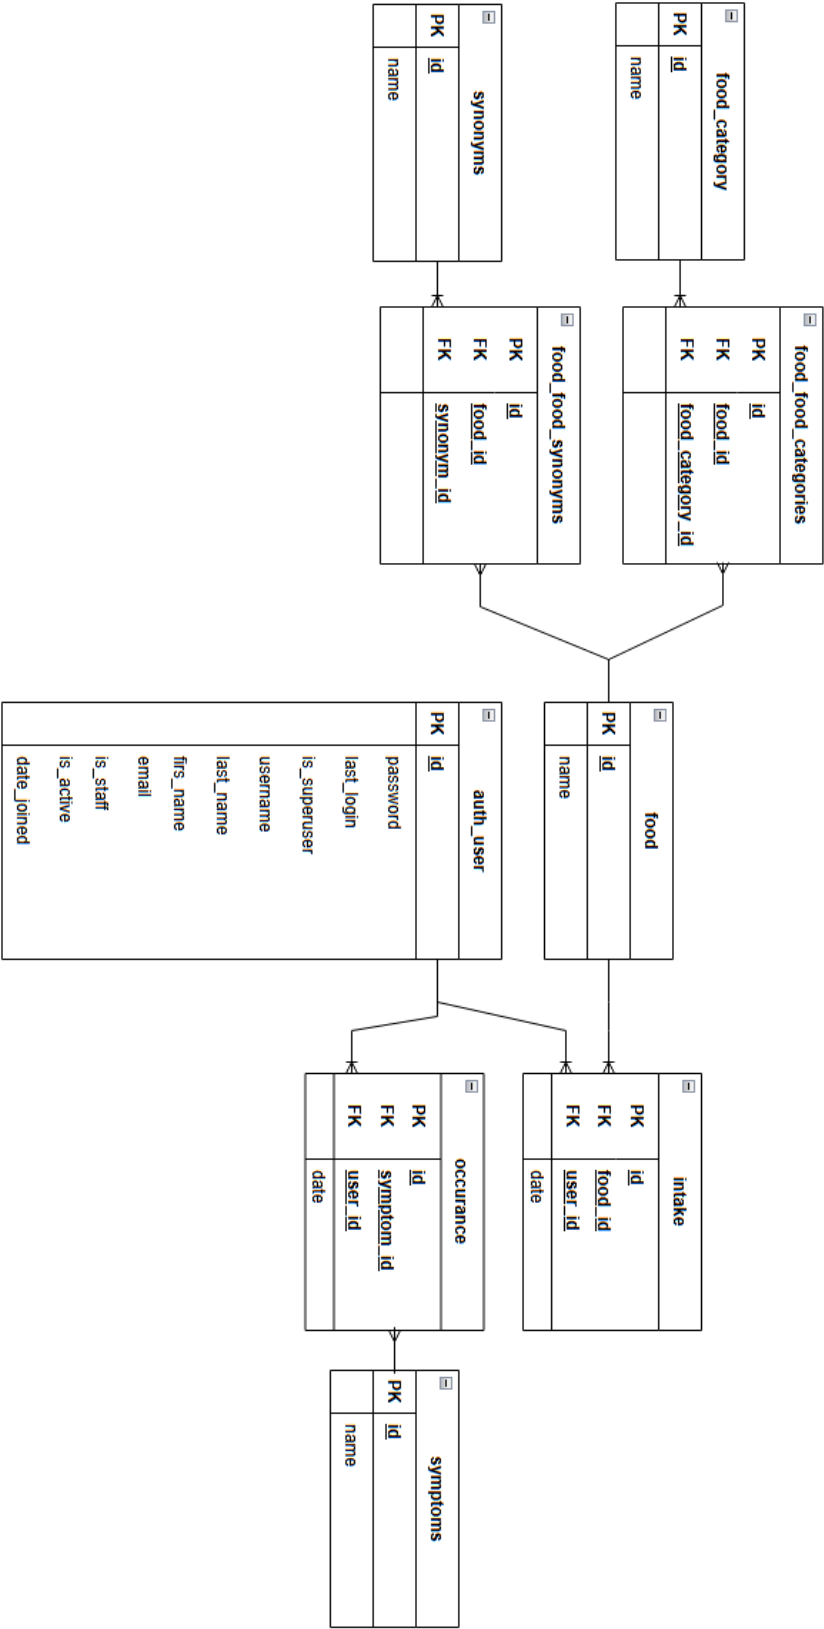 food_category
PK id
name
food_food_categories
PK id
FK food_id
FK food_category_id
synonyms
PK id
name
food_food_synonyms
PK id
FK food_id
FK synonym_id
food
PK id
name
auth_user
PK id
password
last_login
is_superuser
username
last_name
firs_name
email
is_staff
is_active
date_joined
intake
PK id
FK food_id
FK user_id
date
occurance
PK id
FK symptom_id
FK user_id
date
symptoms
PK id
name